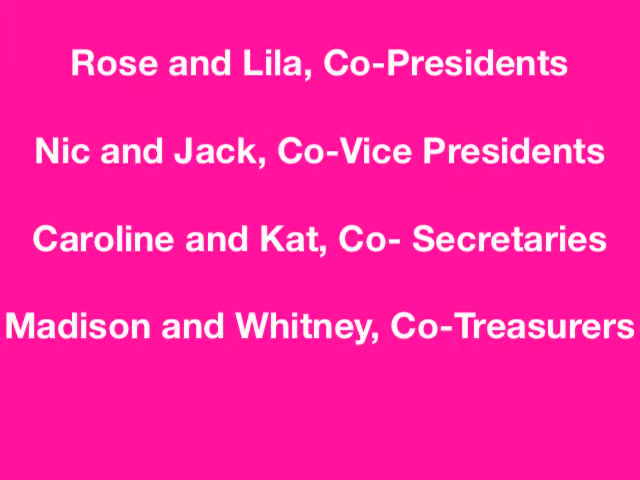 Rose and Lila, Co-Presidents
Nic and Jack, Co-Vice Presidents
Caroline and Kat, Co- Secretaries
Madison and Whitney, Co-Treasurers